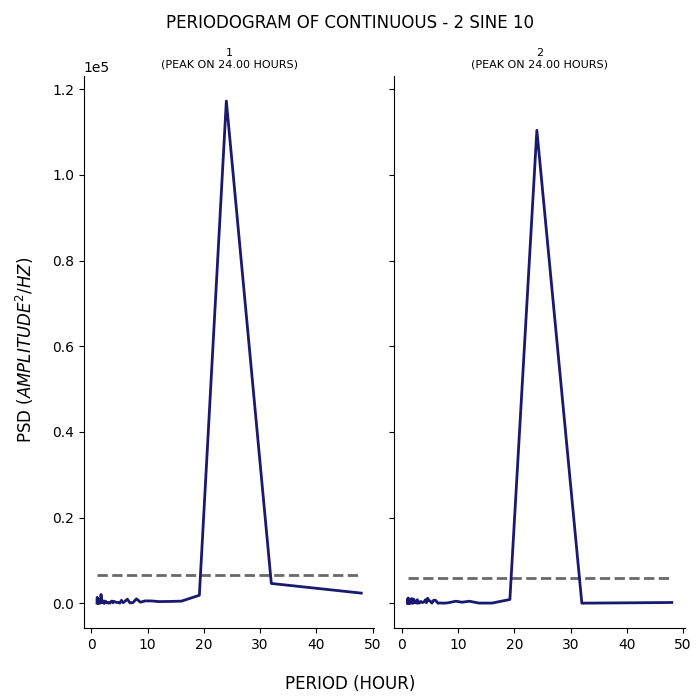 PERIODOGRAM OF CONTINUOUS - 2 SINE 10
1
(PEAK ON 24.00 HOURS)
2
(PEAK ON 24.00 HOURS)
1e5
1.2
1.0
0.8
0.6
0.4
0.2
0.0
PSD (AMPLITUDE²/HZ)
0 10 20 30 40 50
0 10 20 30 40 50
PERIOD (HOUR)